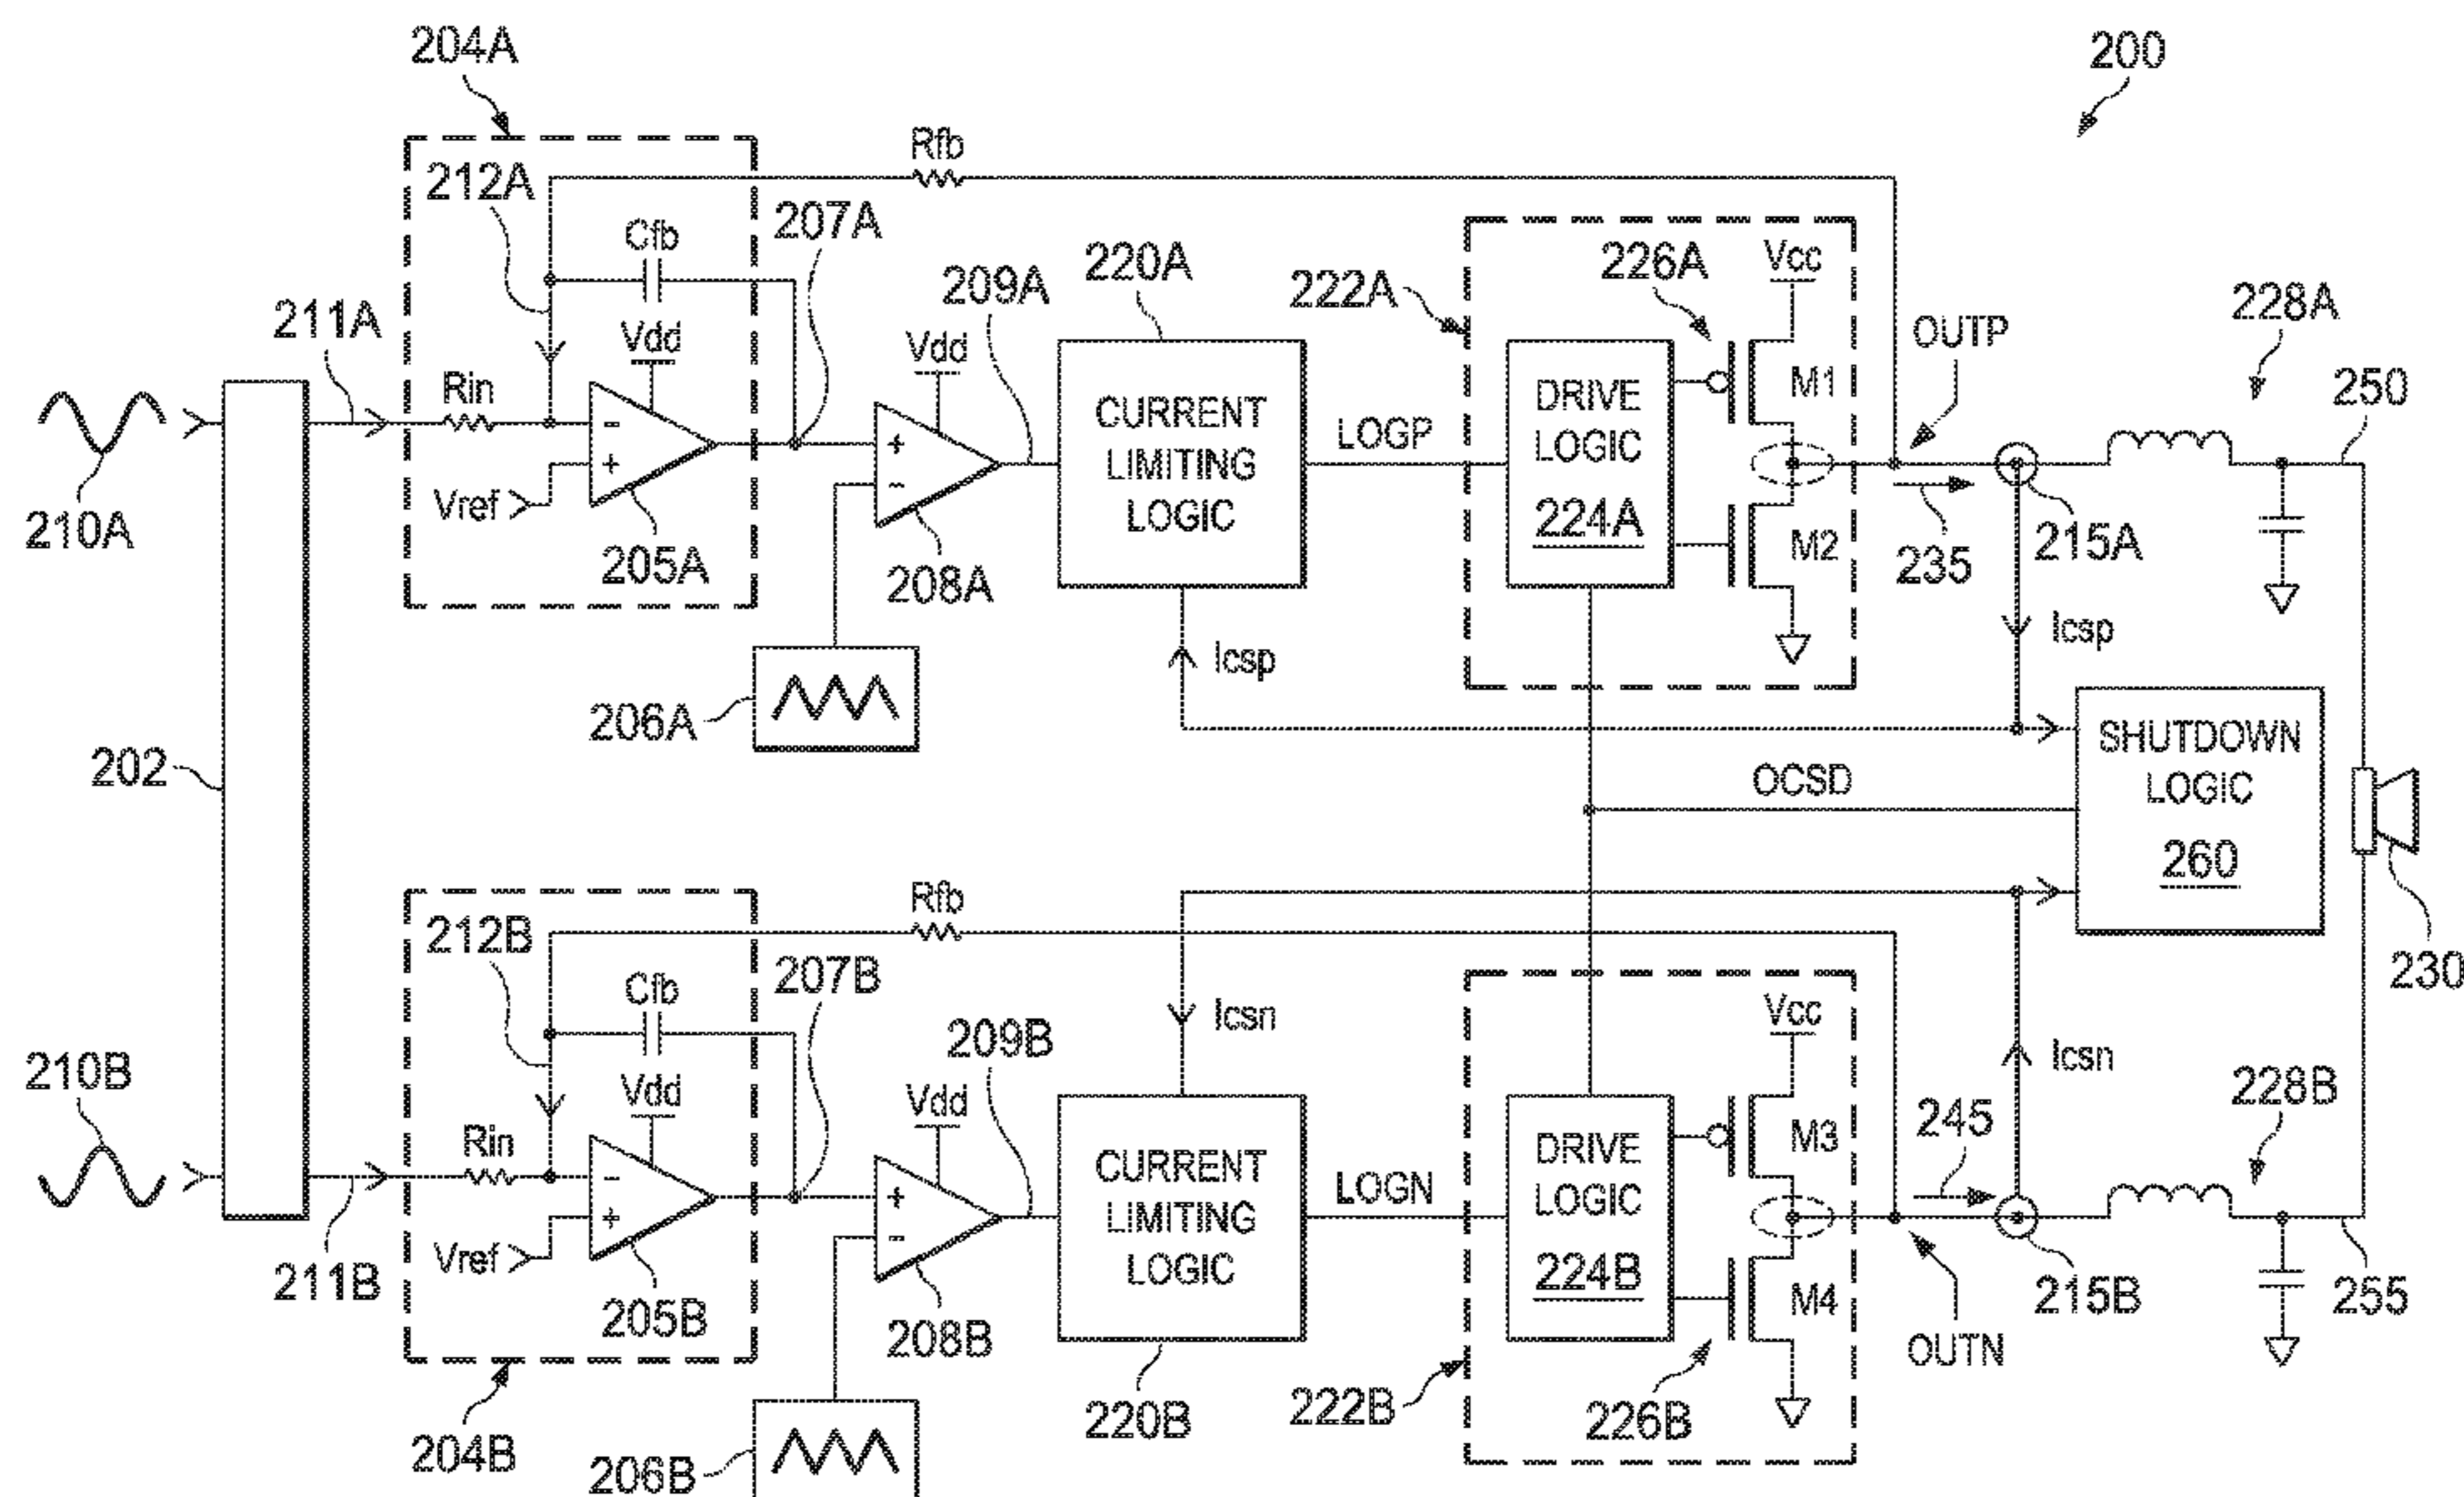 204A
200
Rfb
212A
207A
Cfb
226A
Vcc
220A
209A
222A
228A
211A
Vdd
OUTP
Vdd
250
Rin
-
+
M1
CURRENT
LIMITING
LOGIC
DRIVE
LOGIC
224A
LOGP
+
-
Vref
210A
M2
205A
208A
235
215A
Icsp
Icsp
206A
SHUTDOWN
LOGIC
260
202
OCSD
Rfb
212B
207B
230
Cfb
Vcc
Icsn
209B
Icsn
210B
Vdd
Vdd
228B
245
Rin
-
+
M3
CURRENT
LIMITING
LOGIC
DRIVE
LOGIC
224B
LOGN
+
-
Vref
211B
M4
205B
215B
255
208B
OUTN
222B
226B
220B
204B
206B